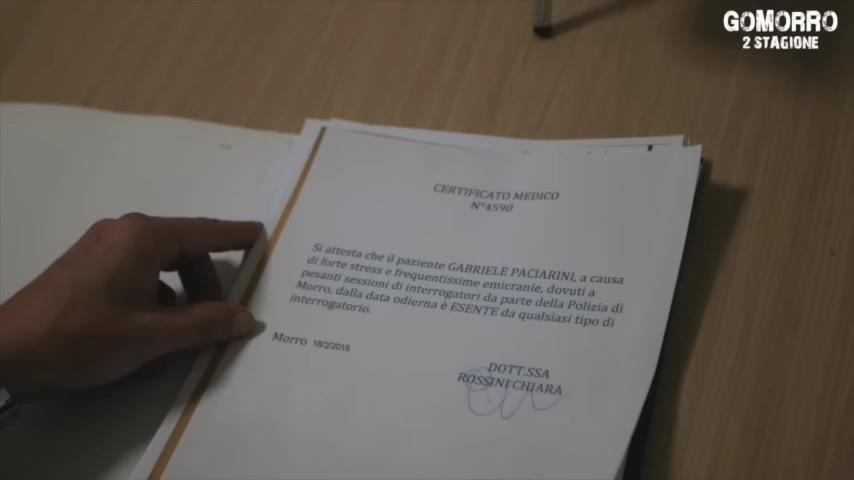 GOMORRO
2 STAGIONE
CERTIFICATO MEDICO
N°4590
Si attesta che il paziente GABRIELE PACIARINI, a causa
di forte stress e frequentissime emicranie, dovuti a
pesanti sessioni di interrogatori da parte della Polizia di
Morro, dalla data odierna è ESENTE da qualsiasi tipo di
interrogatorio.
Morro 18/2/2016
DOTT.SSA
ROSSINI CHIARA